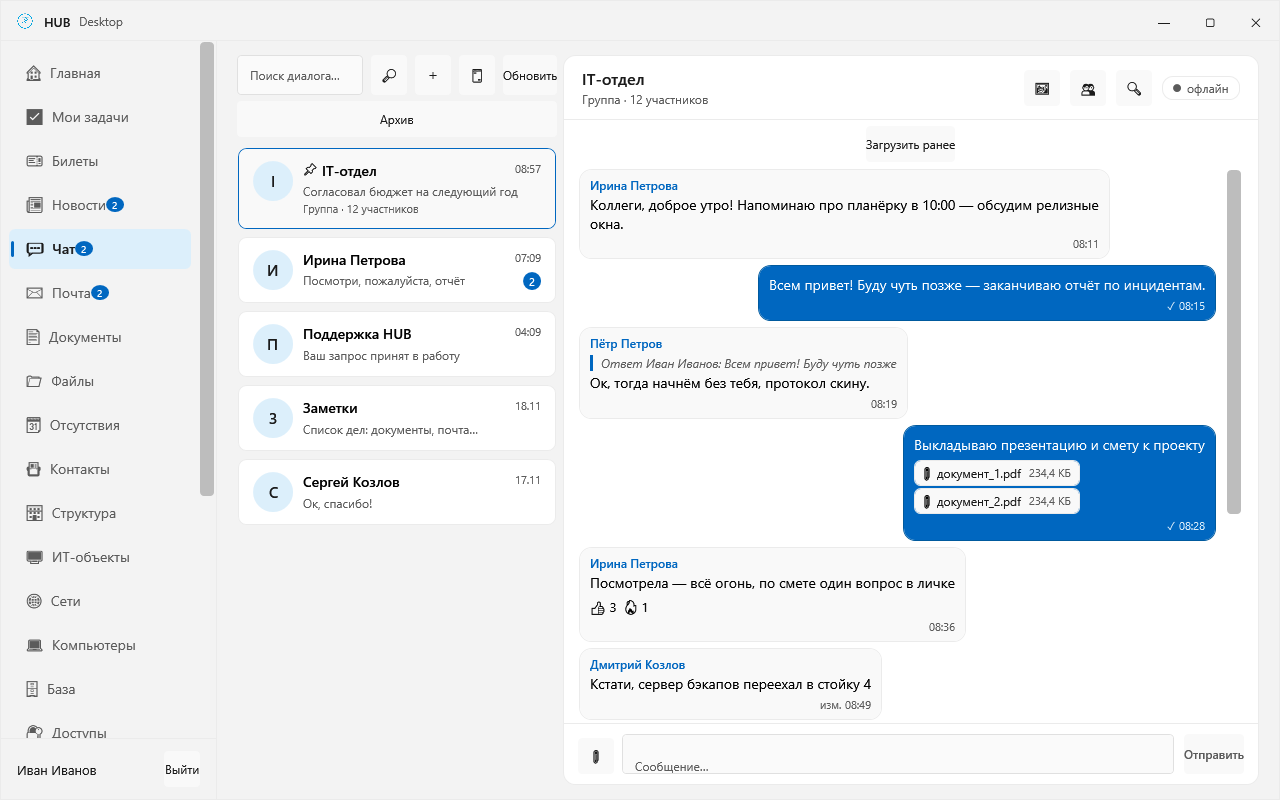 HUB Desktop
Главная
Мои задачи
Билеты
Новости 2
Чат 2
Почта 2
Документы
Файлы
31 Отсутствия
Контакты
Структура
ИТ-объекты
Сети
Компьютеры
База
Доступы
Иван Иванов
Выйти
Поиск диалога...
+
Обновить
Архив
I
IT-отдел 08:57
Согласовал бюджет на следующий год
Группа · 12 участников
И
Ирина Петрова 07:09
Посмотри, пожалуйста, отчёт 2
П
Поддержка HUB 04:09
Ваш запрос принят в работу
З
Заметки 18.11
Список дел: документы, почта...
С
Сергей Козлов 17.11
Ок, спасибо!
IT-отдел
Группа · 12 участников
офлайн
Загрузить ранее
Ирина Петрова
Коллеги, доброе утро! Напоминаю про планёрку в 10:00 — обсудим релизные
окна.
08:11
Всем привет! Буду чуть позже — заканчиваю отчёт по инцидентам.
✓ 08:15
Пётр Петров
Ответ Иван Иванов: Всем привет! Буду чуть позже
Ок, тогда начнём без тебя, протокол скину.
08:19
Выкладываю презентацию и смету к проекту
документ_1.pdf 234,4 КБ
документ_2.pdf 234,4 КБ
✓ 08:28
Ирина Петрова
Посмотрела — всё огонь, по смете один вопрос в личке
3 1
08:36
Дмитрий Козлов
Кстати, сервер бэкапов переехал в стойку 4
изм. 08:49
Сообщение...
Отправить